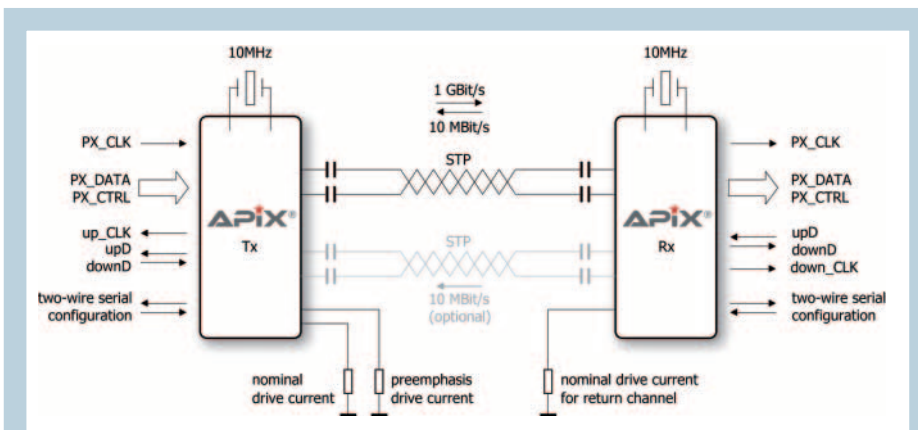 10MHz
10MHz
1 GBit/s
10 MBit/s
PX_CLK
PX_CLK
STP
PX_DATA
PX_CTRL
PX_DATA
PX_CTRL
APIX®
Tx
APIX®
Rx
up_CLK
upD
downD
upD
downD
down_CLK
STP
10 MBit/s
(optional)
two-wire serial
configuration
two-wire serial
configuration
nominal
drive current
preemphasis
drive current
nominal drive current
for return channel